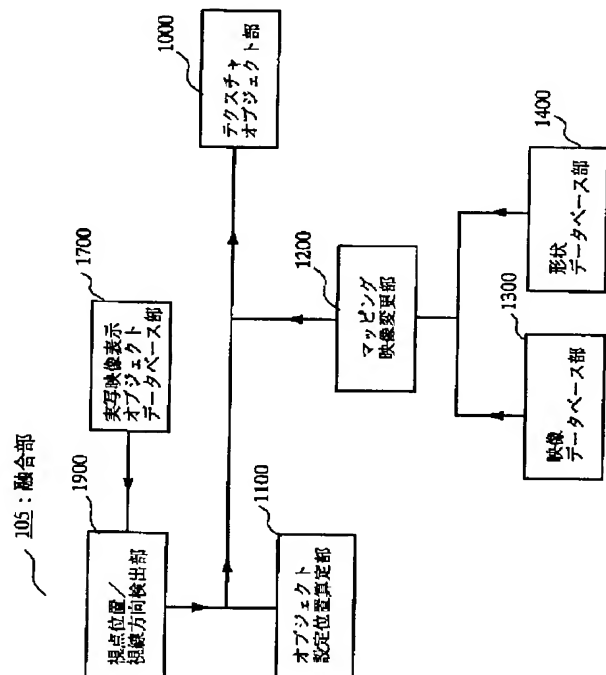 105：融合部
1900
視点位置／
視線方向検出部
1700
実写映像表示
オブジェクト
データベース部
1000
テクスチャ
オブジェクト部
1100
オブジェクト
設定位置算定部
1200
マッピング
映像変更部
1300
映像
データベース部
1400
形状
データベース部